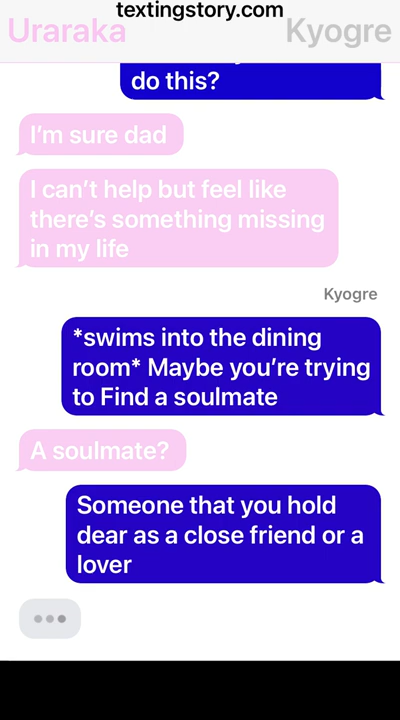 textingstory.com
Uraraka Kyogre
do this?
I'm sure dad
I can't help but feel like
there's something missing
in my life
Kyogre
*swims into the dining
room* Maybe you're trying
to Find a soulmate
A soulmate?
Someone that you hold
dear as a close friend or a
lover